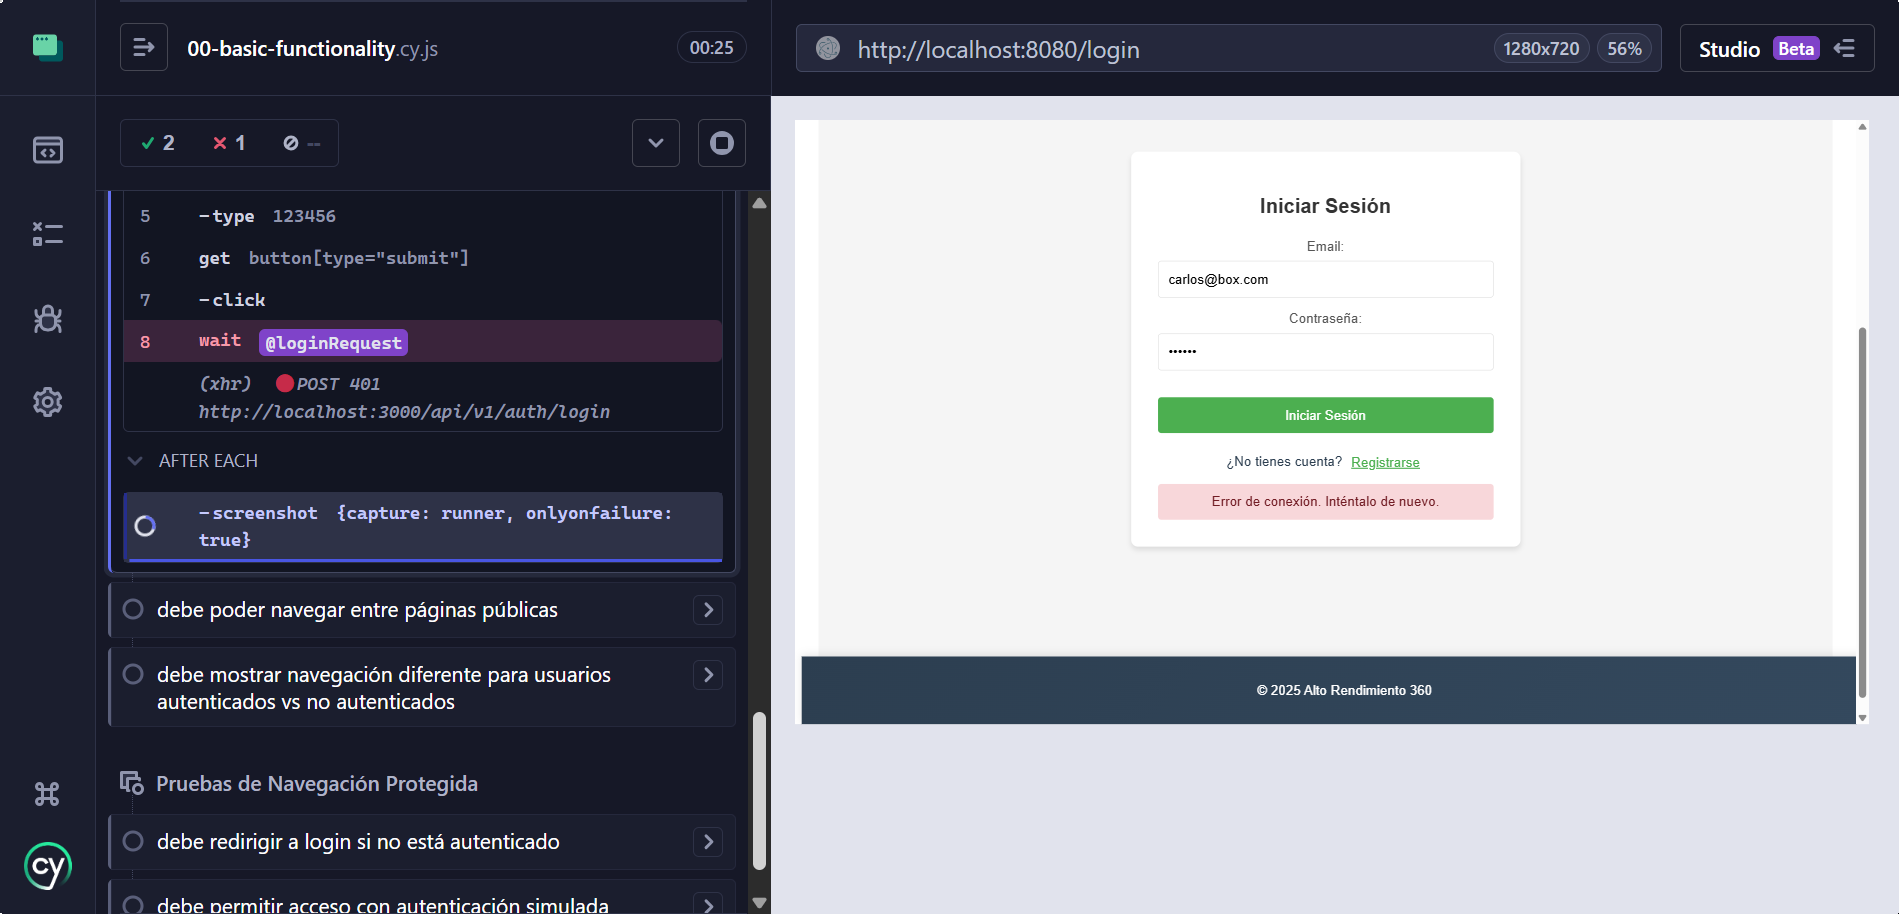 00-basic-functionality.cy.js
00:25
2
1
--
5 -type 123456
6 get button[type="submit"]
7 -click
8 wait @loginRequest
(xhr) POST 401
http://localhost:3000/api/v1/auth/login
AFTER EACH
-screenshot {capture: runner, onlyonfailure:
true}
debe poder navegar entre páginas públicas
debe mostrar navegación diferente para usuarios
autenticados vs no autenticados
Pruebas de Navegación Protegida
debe redirigir a login si no está autenticado
debe permitir acceso con autenticación simulada
cy
http://localhost:8080/login
1280x720
56%
Studio Beta
Iniciar Sesión
Email:
carlos@box.com
Contraseña:
••••••
Iniciar Sesión
¿No tienes cuenta? Registrarse
Error de conexión. Inténtalo de nuevo.
© 2025 Alto Rendimiento 360